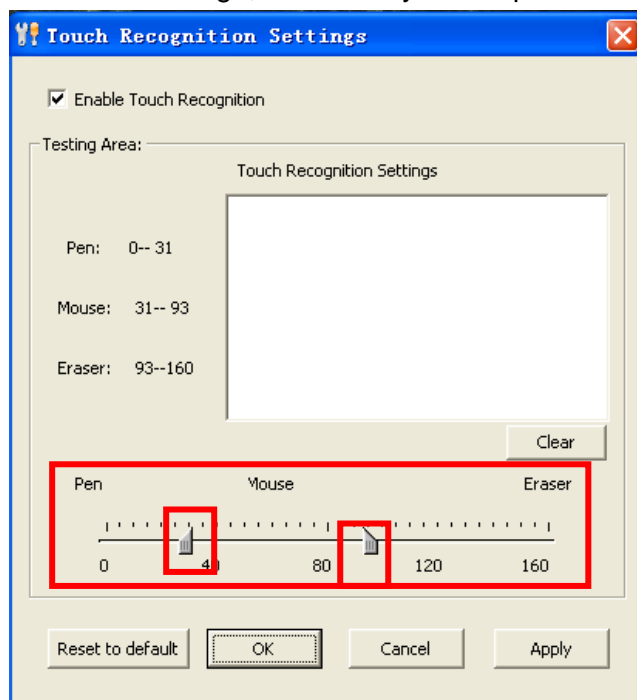 Touch Recognition Settings
Enable Touch Recognition
Testing Area:
Touch Recognition Settings
Pen: 0-- 31
Mouse: 31-- 93
Eraser: 93--160
Clear
Pen Mouse Eraser
0 40 80 120 160
Reset to default OK Cancel Apply